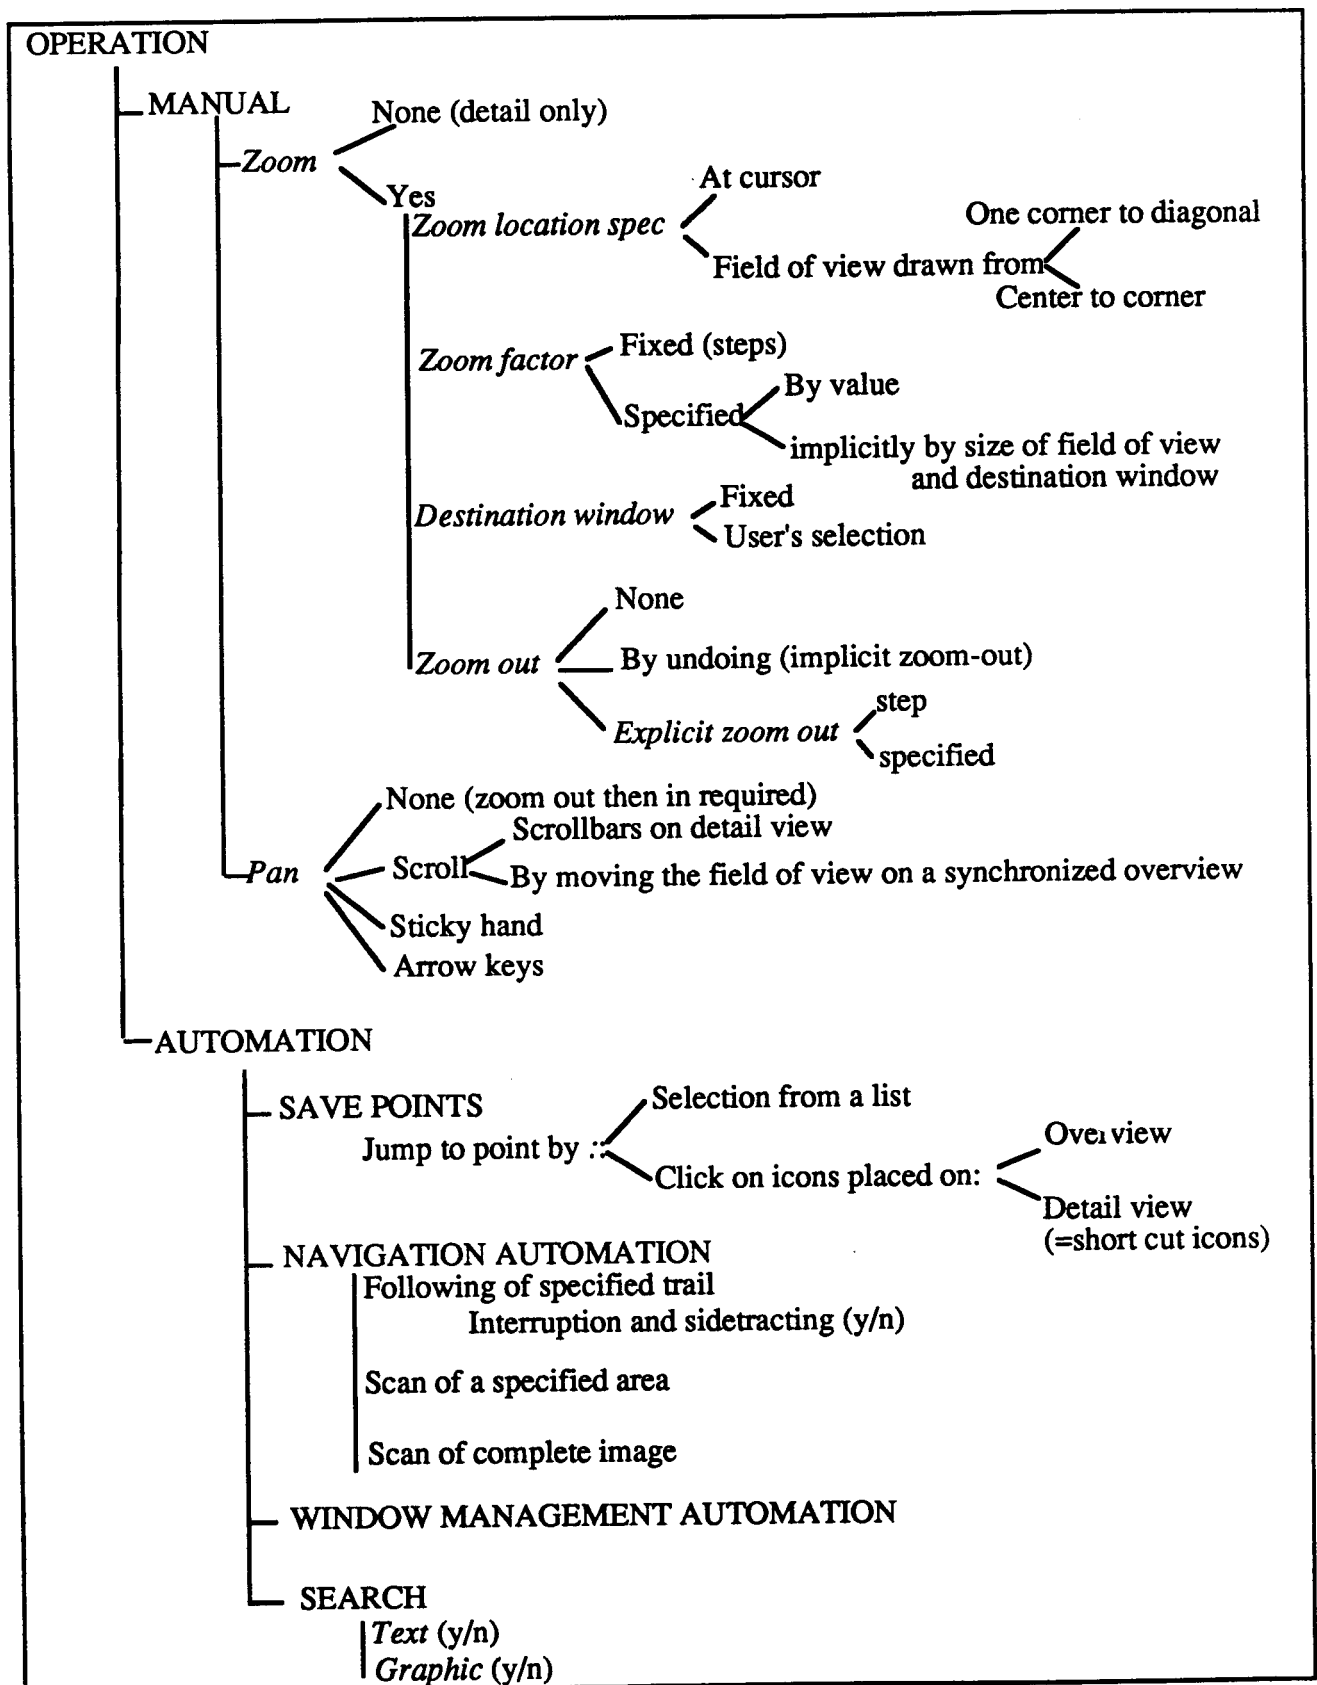 OPERATION
MANUAL
None (detail only)
Zoom
Yes
At cursor
Zoom location spec
One corner to diagonal
Field of view drawn from
Center to corner
Zoom factor
Fixed (steps)
By value
Specified
implicitly by size of field of view
and destination window
Destination window
Fixed
User's selection
None
Zoom out
By undoing (implicit zoom-out)
step
Explicit zoom out
specified
None (zoom out then in required)
Scrollbars on detail view
Pan
Scroll
By moving the field of view on a synchronized overview
Sticky hand
Arrow keys
AUTOMATION
SAVE POINTS
Selection from a list
Jump to point by ::
Overview
Click on icons placed on:
Detail view
(=short cut icons)
NAVIGATION AUTOMATION
Following of specified trail
Interruption and sidetracting (y/n)
Scan of a specified area
Scan of complete image
WINDOW MANAGEMENT AUTOMATION
SEARCH
Text (y/n)
Graphic (y/n)